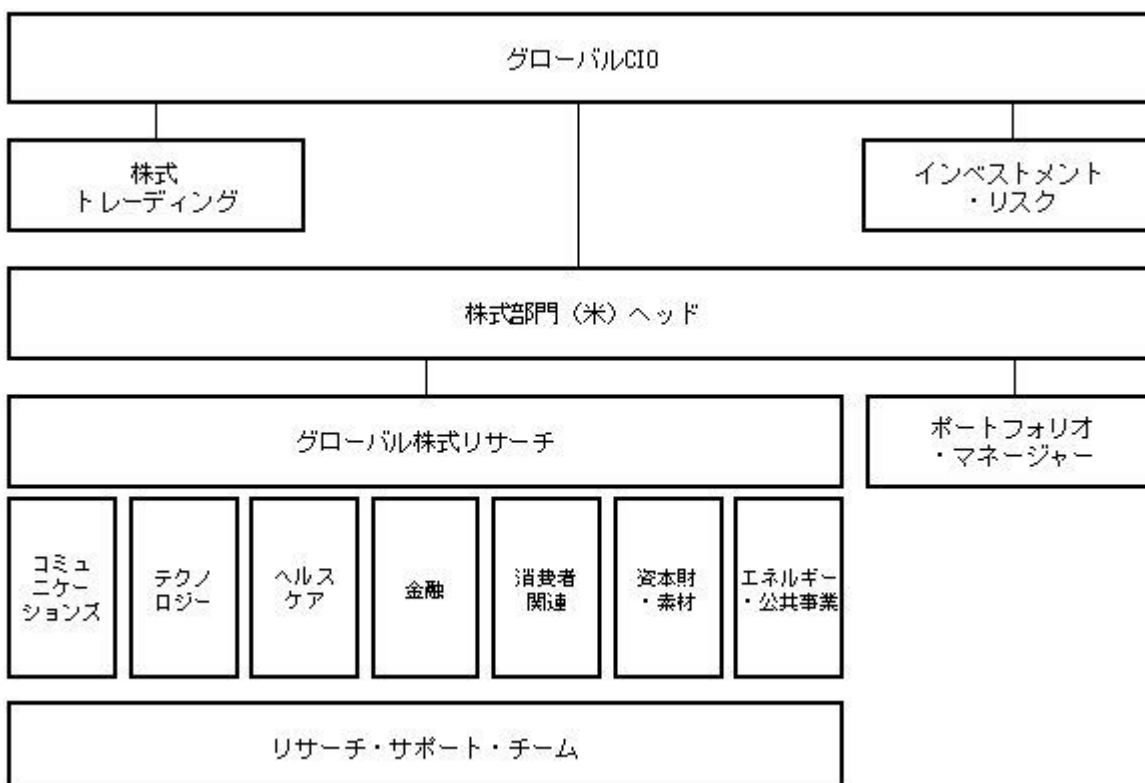 グローバルCIO
株式
トレーディング
インベストメント
・リスク
株式部門（米）ヘッド
グローバル株式リサーチ
ポートフォリオ
・マネージャー
コミュ
ニケー
ションズ
テクノ
ロジー
ヘルス
ケア
金融
消費者
関連
資本財
・素材
エネルギー
・公共事業
リサーチ・サポート・チーム